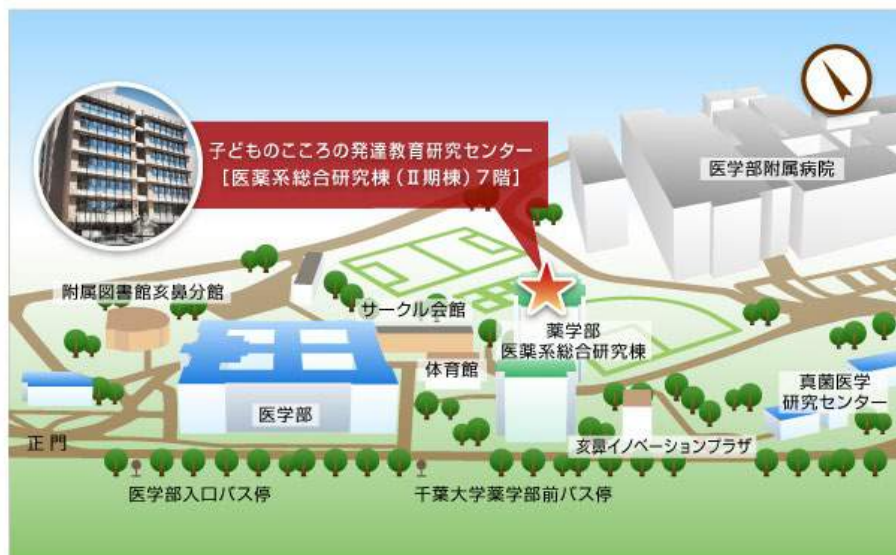 子どものこころの発達教育研究センター
[医薬系総合研究棟(Ⅱ期棟)7階]
医学部附属病院
附属図書館亥鼻分館
サークル会館
薬学部
医薬系総合研究棟
体育館
真菌医学
研究センター
医学部
亥鼻イノベーションプラザ
正門
医学部入口バス停
千葉大学薬学部前バス停